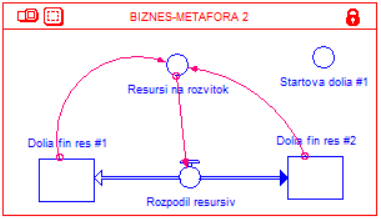 BIZNES-METAFORA 2
Startova dolia #1
Resursi na rozvitok
Dolia fin res #1
Dolia fin res #2
Rozpodil resursiv